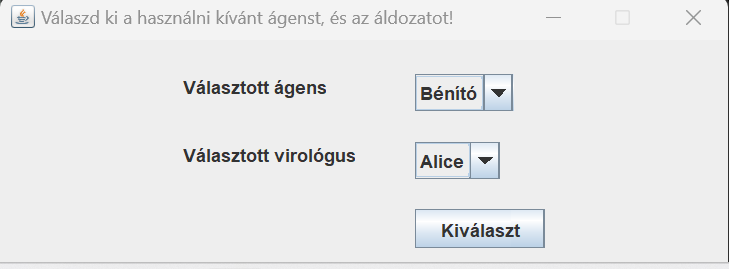 Válaszd ki a használni kívánt ágenst, és az áldozatot!
Választott ágens Bénító
Választott virológus Alice
Kiválaszt